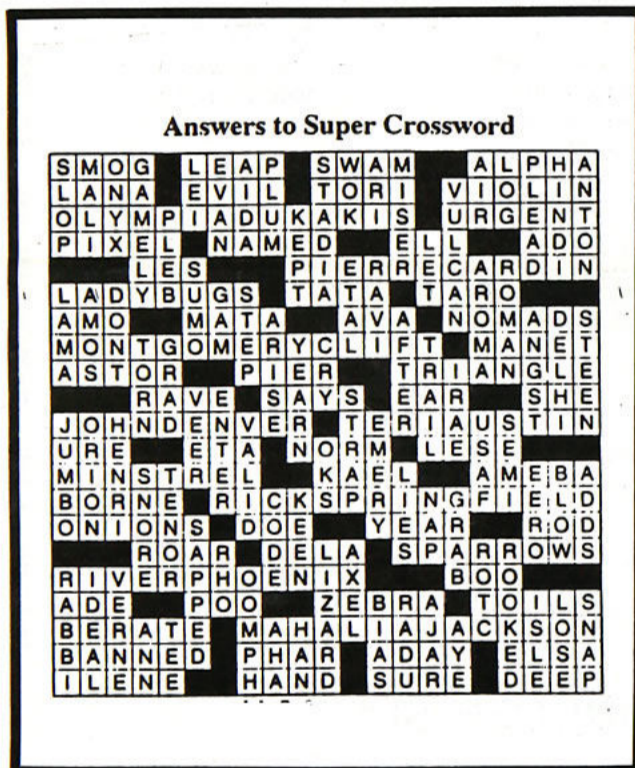 Answers to Super Crossword
SMOG LEAP SWAM ALPHA
LANA EVIL TORI VIOLIN
OLYMPIADUKAKIS URGENT
PIXEL NAMED ELL ADO
LES PIERRECARDIN
LADYBUGS TATA TARO
AMO MATA AVA NOMADS
MONTGOMERYCLIFT MANET
ASTOR PIER TRIANGLE
RAVE SAYS EAR SHE
JOHNDENVER TERIAUSTIN
URE ETA NORM LESE
MINSTREL KAEL AMEBA
BORNE RICKSPRINGFIELD
ONIONS DOE YEAR ROD
ROAR DELA SPARROWS
RIVERPHOENIX BOO
ADE POO ZEBRA TOILS
BERATE MAHALIAJACKSON
BANNED PHAR ADAY ELSA
ILENE HAND SURE DEEP